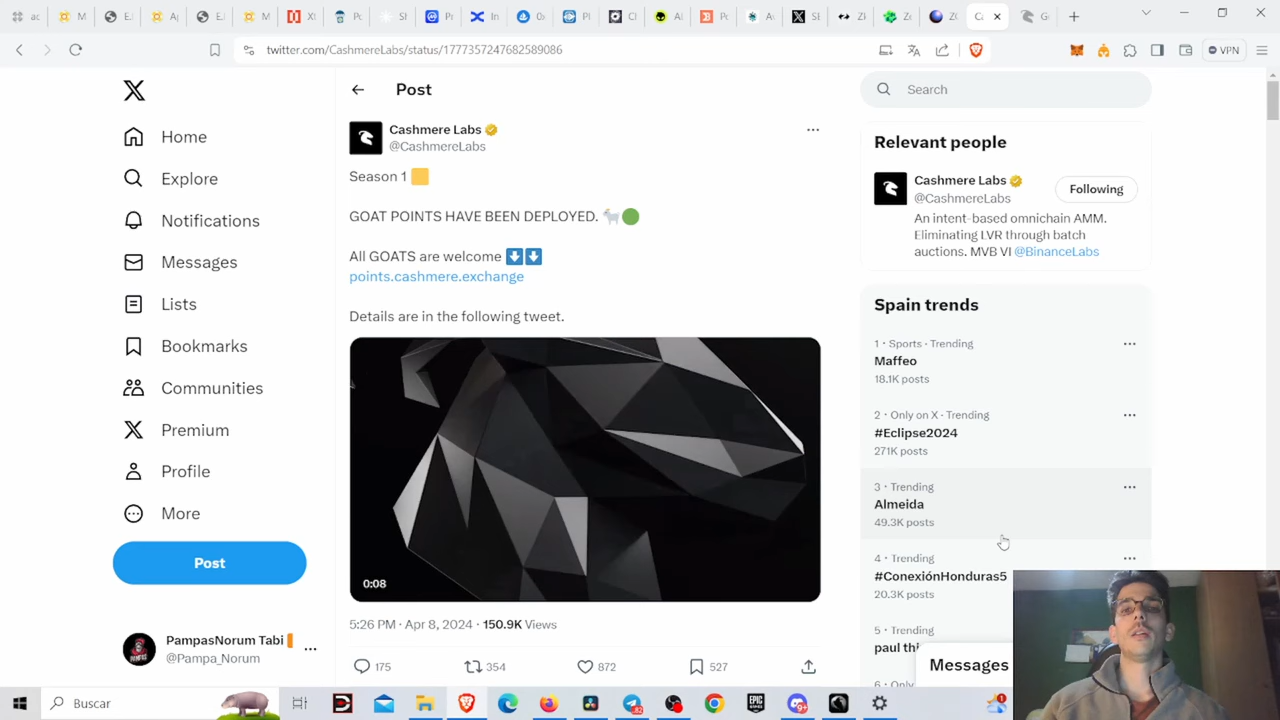 twitter.com/CashmereLabs/status/1777357247682589086
VPN
Home
Explore
Notifications
Messages
Lists
Bookmarks
Communities
Premium
Profile
More
Post
PampasNorum Tabi
@Pampa_Norum
Post
Cashmere Labs
@CashmereLabs
Season 1
GOAT POINTS HAVE BEEN DEPLOYED.
All GOATS are welcome
points.cashmere.exchange
Details are in the following tweet.
0:08
5:26 PM · Apr 8, 2024 · 150.9K Views
175
354
872
527
Search
Relevant people
Cashmere Labs
@CashmereLabs
Following
An intent-based omnichain AMM.
Eliminating LVR through batch
auctions. MVB VI @BinanceLabs
Spain trends
1 · Sports · Trending
Maffeo
18.1K posts
2 · Only on X · Trending
#Eclipse2024
271K posts
3 · Trending
Almeida
49.3K posts
4 · Trending
#ConexiónHonduras5
20.3K posts
5 · Trending
paul thi
Messages
Buscar